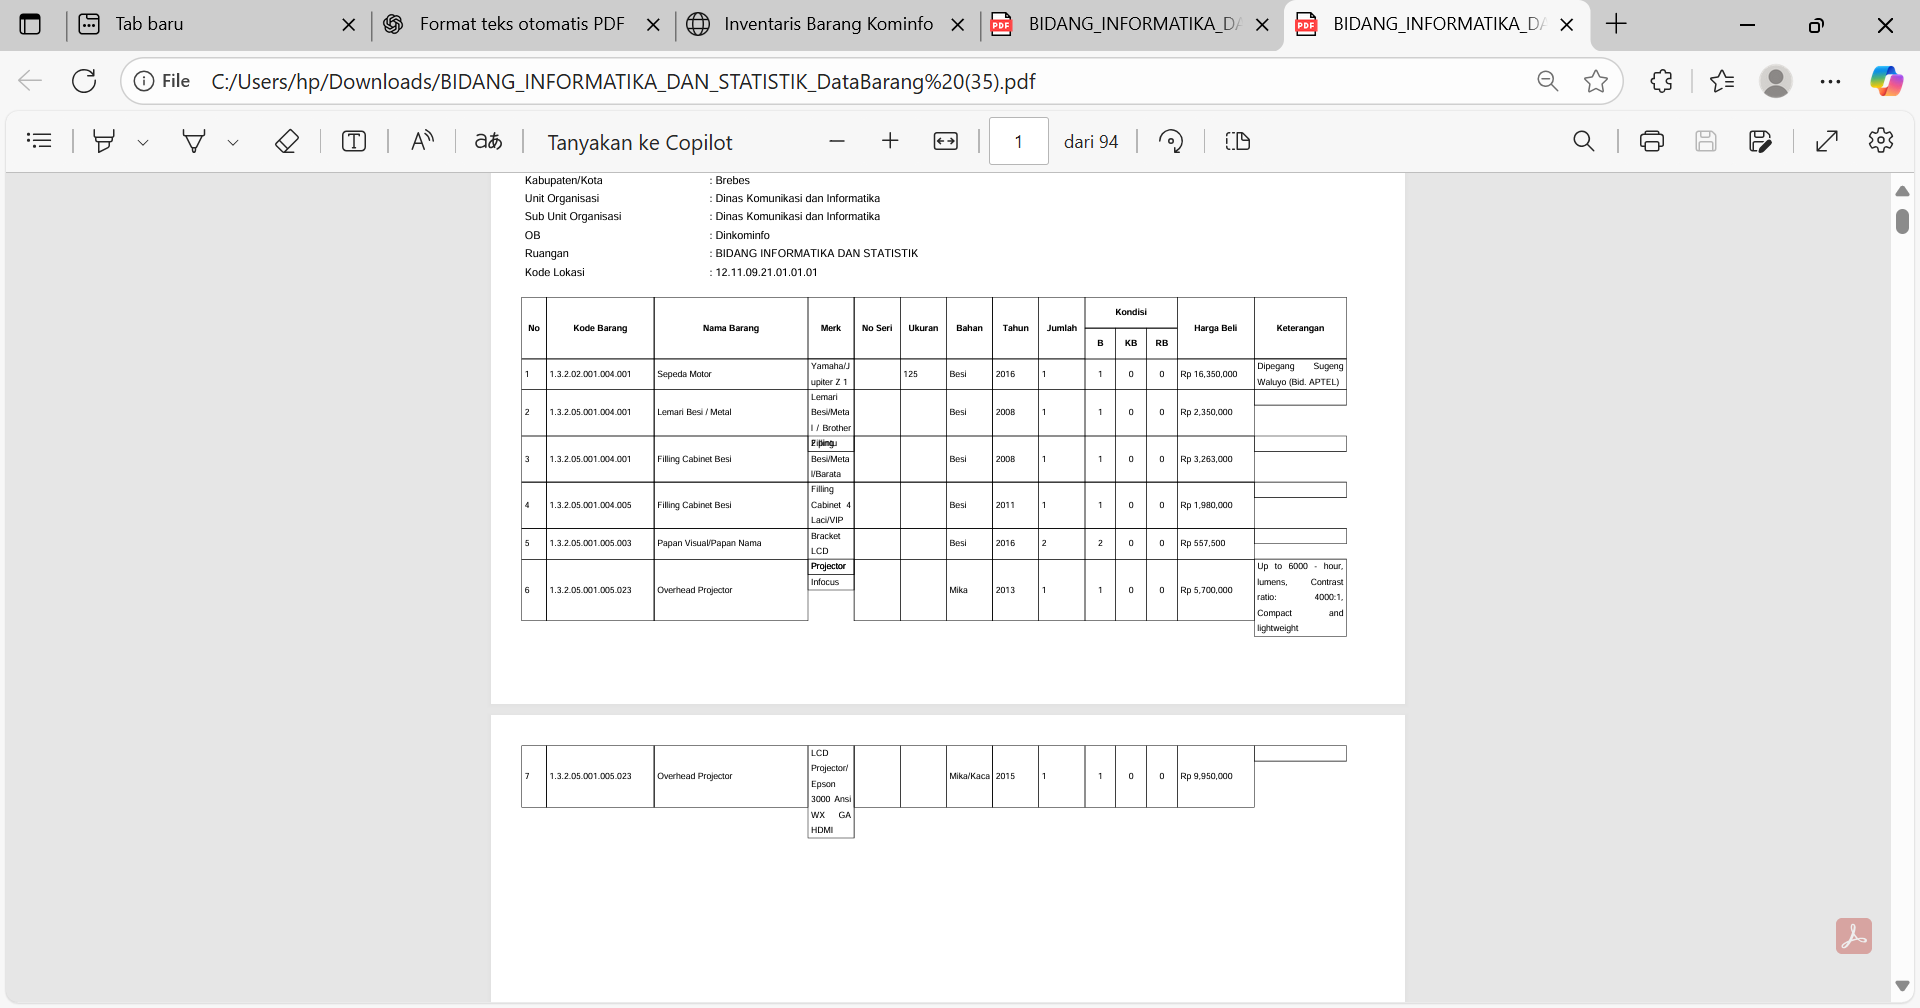 Tab baru
Format teks otomatis PDF
Inventaris Barang Kominfo
BIDANG_INFORMATIKA_DA
BIDANG_INFORMATIKA_DA
File C:/Users/hp/Downloads/BIDANG_INFORMATIKA_DAN_STATISTIK_DataBarang%20(35).pdf
Tanyakan ke Copilot
1 dari 94
Kabupaten/Kota : Brebes
Unit Organisasi : Dinas Komunikasi dan Informatika
Sub Unit Organisasi : Dinas Komunikasi dan Informatika
OB : Dinkominfo
Ruangan : BIDANG INFORMATIKA DAN STATISTIK
Kode Lokasi : 12.11.09.21.01.01.01
No Kode Barang Nama Barang Merk No Seri Ukuran Bahan Tahun Jumlah Kondisi Harga Beli Keterangan
B KB RB
1 1.3.2.02.001.004.001 Sepeda Motor Yamaha/J 125 Besi 2016 1 1 0 0 Rp 16,350,000 Dipegang Sugeng
upiter Z 1 Waluyo (Bid. APTEL)
Lemari
2 1.3.2.05.001.004.001 Lemari Besi / Metal Besi/Meta Besi 2008 1 1 0 0 Rp 2,350,000
l / Brother
2 pintu
Filling
3 1.3.2.05.001.004.001 Filling Cabinet Besi Besi/Meta Besi 2008 1 1 0 0 Rp 3,263,000
l/Barata
Filling
4 1.3.2.05.001.004.005 Filling Cabinet Besi Cabinet 4 Besi 2011 1 1 0 0 Rp 1,980,000
Laci/VIP
5 1.3.2.05.001.005.003 Papan Visual/Papan Nama Bracket Besi 2016 2 2 0 0 Rp 557,500
LCD
Projector Up to 6000 - hour,
Infocus lumens, Contrast
6 1.3.2.05.001.005.023 Overhead Projector Mika 2013 1 1 0 0 Rp 5,700,000 ratio: 4000:1,
Compact and
lightweight
LCD
Projector/
7 1.3.2.05.001.005.023 Overhead Projector Epson Mika/Kaca 2015 1 1 0 0 Rp 9,950,000
3000 Ansi
WX GA
HDMI